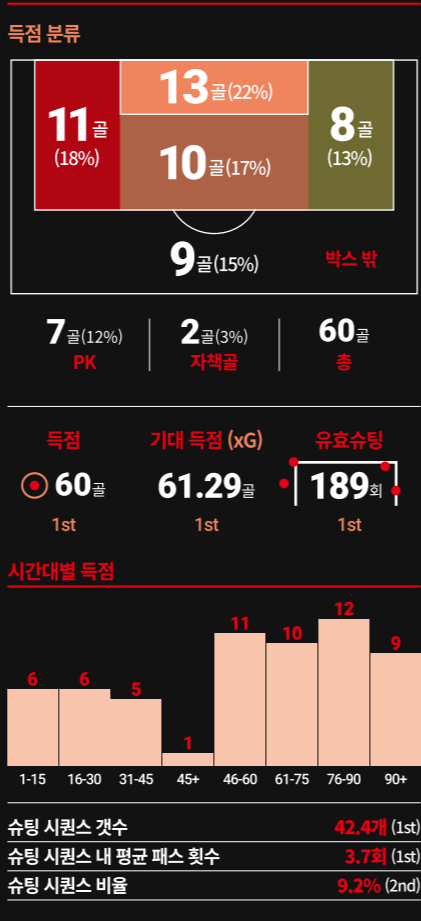 득점 분류
13골(22%)
11골
(18%)
8골
(13%)
10골(17%)
9골(15%)
박스 밖
7골(12%) 2골(3%) 60골
PK 자책골 총
득점 기대 득점 (xG) 유효슈팅
60골 61.29골 189회
1st 1st 1st
시간대별 득점
6 6 5 1 11 10 12 9
1-15 16-30 31-45 45+ 46-60 61-75 76-90 90+
슈팅 시퀀스 갯수 42.4개 (1st)
슈팅 시퀀스 내 평균 패스 횟수 3.7회 (1st)
슈팅 시퀀스 비율 9.2% (2nd)